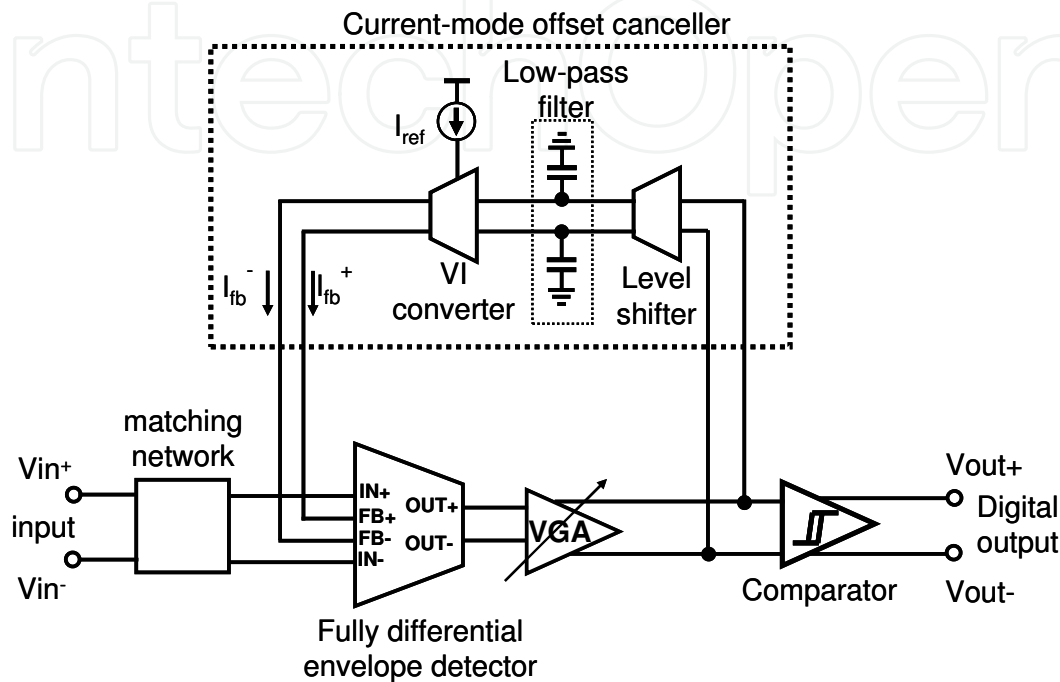 ntechOpen
Current-mode offset canceller
Low-pass
filter
Iref
VI
converter
Level
shifter
Ifb-
Ifb+
matching
network
Vin+
input
Vin-
IN+
FB+
FB-
IN-
OUT+
OUT-
VGA
Comparator
Vout+
Digital
output
Vout-
Fully differential
envelope detector